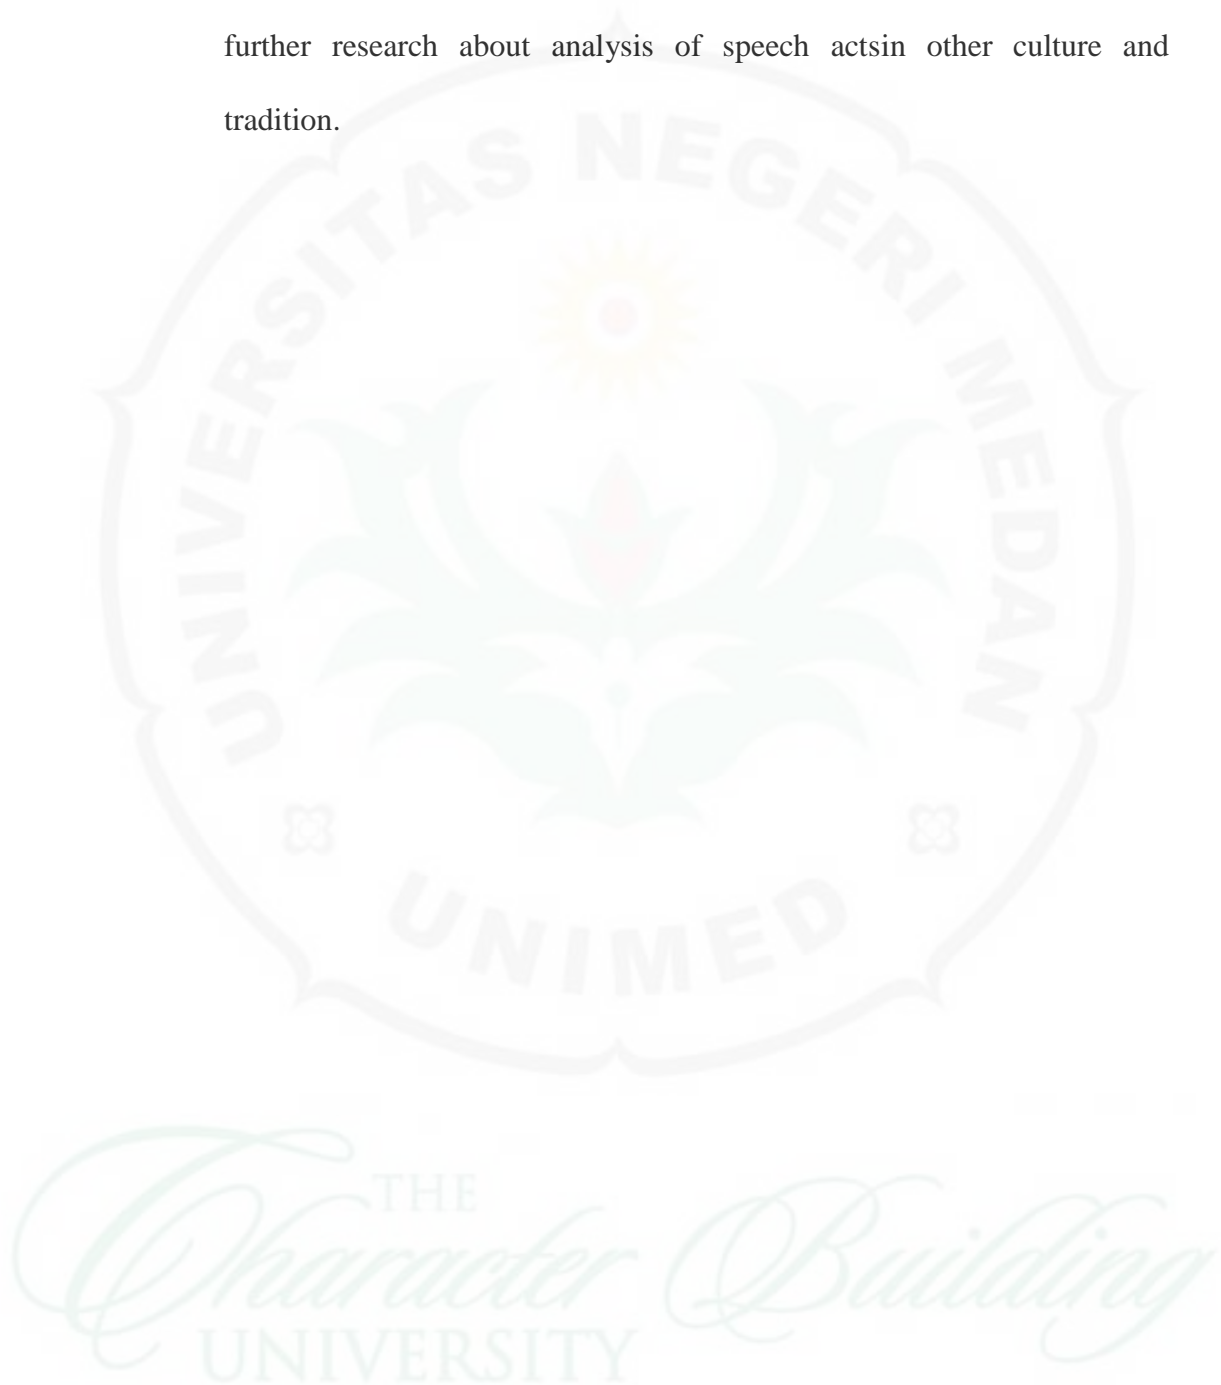 further research about analysis of speech actsin other culture and
tradition.
UNIVERSITAS NEGERI MEDAN
UNIMED
THE
Character Building
UNIVERSITY